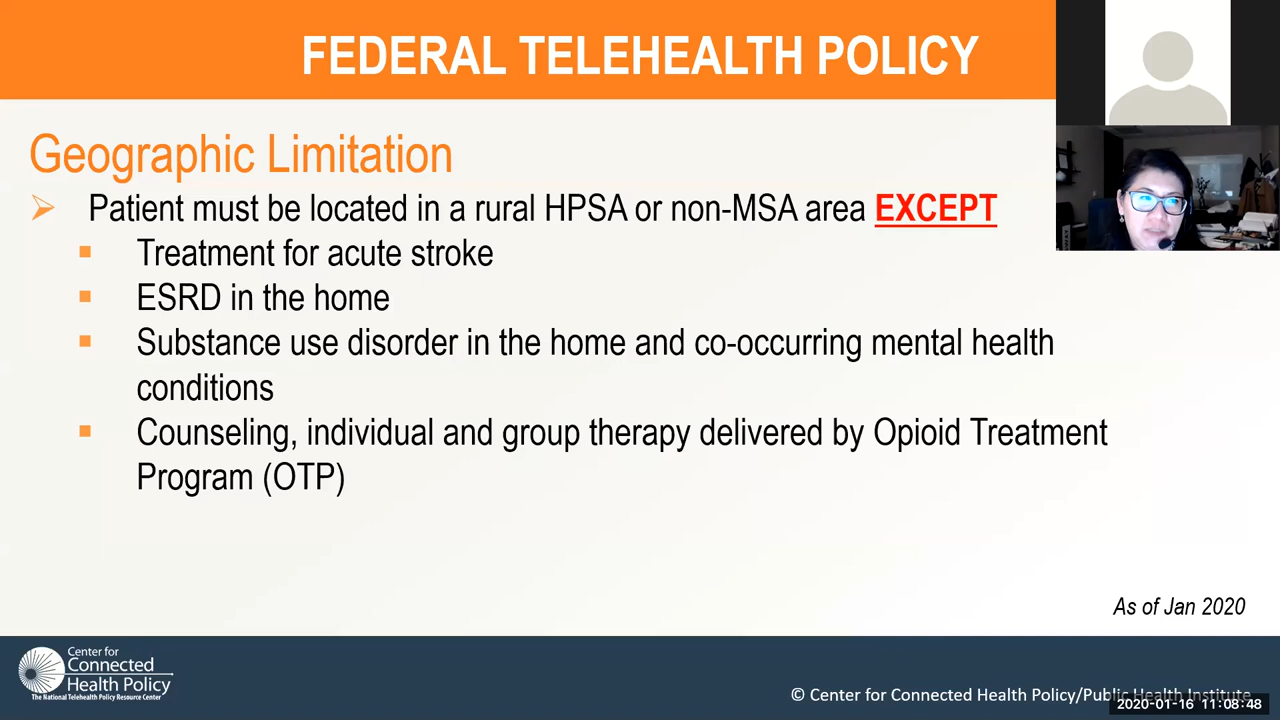 FEDERAL TELEHEALTH POLICY
Geographic Limitation
Patient must be located in a rural HPSA or non-MSA area EXCEPT
Treatment for acute stroke
ESRD in the home
Substance use disorder in the home and co-occurring mental health
conditions
Counseling, individual and group therapy delivered by Opioid Treatment
Program (OTP)
As of Jan 2020
Center for
Connected
Health Policy
The National Telehealth Policy Resource Center
© Center for Connected Health Policy/Public Health Institute
2020-01-16 11:08:48